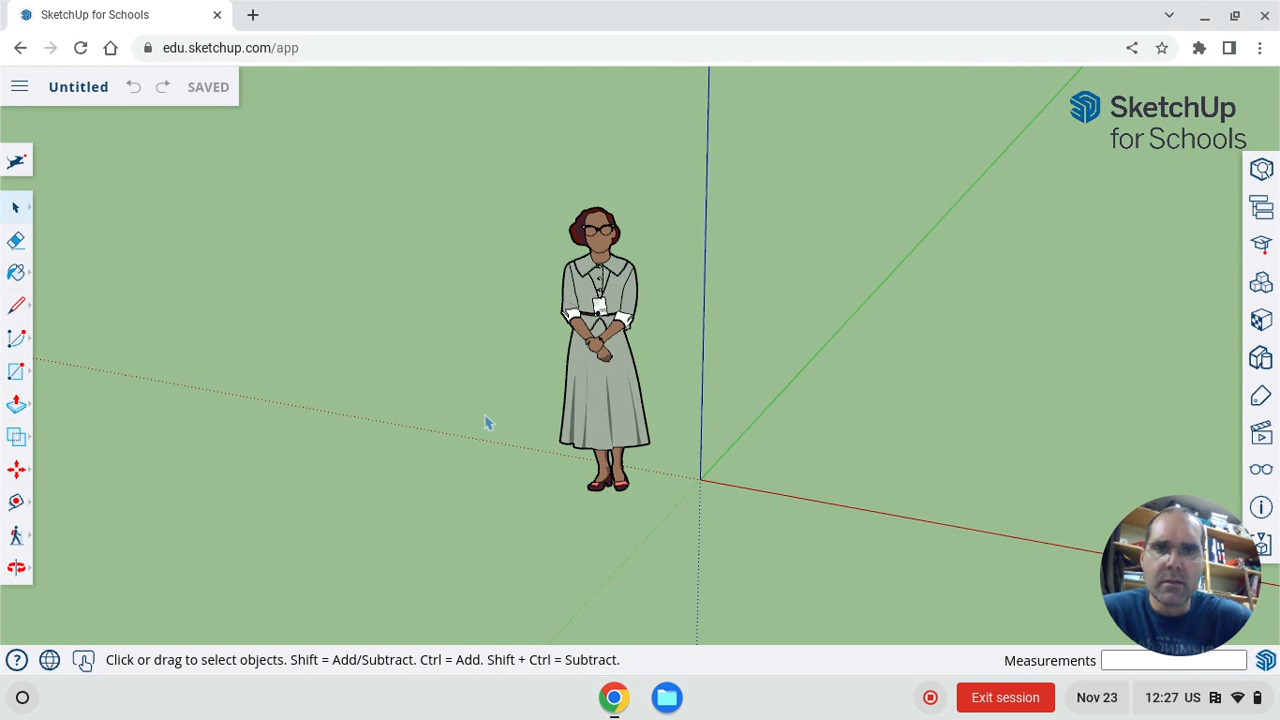 SketchUp for Schools
edu.sketchup.com/app
Untitled
SAVED
SketchUp
for Schools
Click or drag to select objects. Shift = Add/Subtract. Ctrl = Add. Shift + Ctrl = Subtract.
Measurements
Exit session
Nov 23
12:27 US